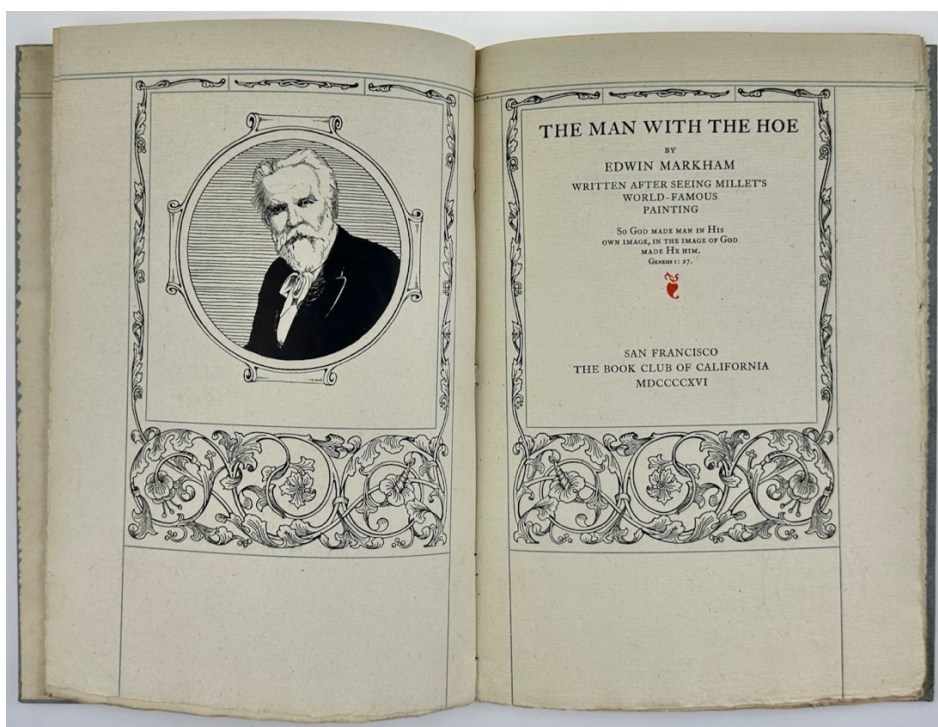 THE MAN WITH THE HOE
BY
EDWIN MARKHAM
WRITTEN AFTER SEEING MILLET'S
WORLD-FAMOUS
PAINTING
So God made man in His
own image, in the image of God
made He him.
Genesis 1: 27.
SAN FRANCISCO
THE BOOK CLUB OF CALIFORNIA
MDCCCCXVI